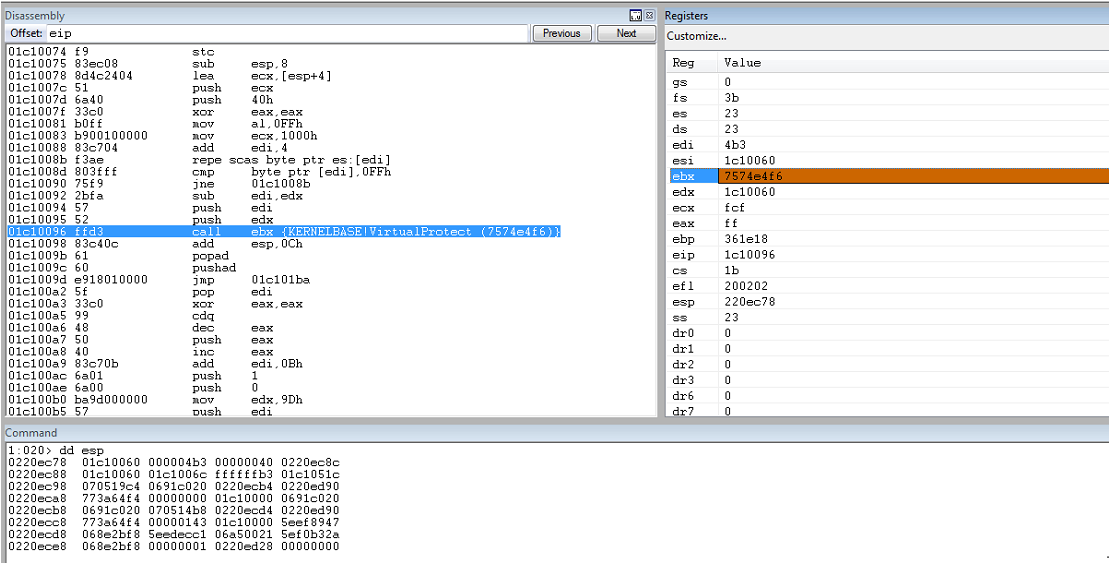 Disassembly
Offset: eip Previous Next
01c10074 f9 stc
01c10075 83ec08 sub esp,8
01c10078 8d4c2404 lea ecx,[esp+4]
01c1007c 51 push ecx
01c1007d 6a40 push 40h
01c1007f 33c0 xor eax,eax
01c10081 b0ff mov al,0FFh
01c10083 b900100000 mov ecx,1000h
01c10088 83c704 add edi,4
01c1008b f3ae repe scas byte ptr es:[edi]
01c1008d 803fff cmp byte ptr [edi],0FFh
01c10090 75f9 jne 01c1008b
01c10092 2bfa sub edi,edx
01c10094 57 push edi
01c10095 52 push edx
01c10096 ffd3 call ebx {KERNELBASE!VirtualProtect (7574e4f6)}
01c10098 83c40c add esp,0Ch
01c1009b 61 popad
01c1009c 60 pushad
01c1009d e918010000 jmp 01c101ba
01c100a2 5f pop edi
01c100a3 33c0 xor eax,eax
01c100a5 99 cdq
01c100a6 48 dec eax
01c100a7 50 push eax
01c100a8 40 inc eax
01c100a9 83c70b add edi,0Bh
01c100ac 6a01 push 1
01c100ae 6a00 push 0
01c100b0 ba9d000000 mov edx,9Dh
01c100b5 57 push edi
Registers
Customize...
Reg Value
gs 0
fs 3b
es 23
ds 23
edi 4b3
esi 1c10060
ebx 7574e4f6
edx 1c10060
ecx fcf
eax ff
ebp 361e18
eip 1c10096
cs 1b
efl 200202
esp 220ec78
ss 23
dr0 0
dr1 0
dr2 0
dr3 0
dr6 0
dr7 0
Command
1:020> dd esp
0220ec78 01c10060 000004b3 00000040 0220ec8c
0220ec88 01c10060 01c1006c ffffffb3 01c1051c
0220ec98 070519c4 0691c020 0220ecb4 0220ed90
0220eca8 773a64f4 00000000 01c10000 0691c020
0220ecb8 0691c020 070514b8 0220ecd4 0220ed90
0220ecc8 773a64f4 00000143 01c10000 5eef8947
0220ecd8 068e2bf8 5eedecc1 06a50021 5ef0b32a
0220ece8 068e2bf8 00000001 0220ed28 00000000